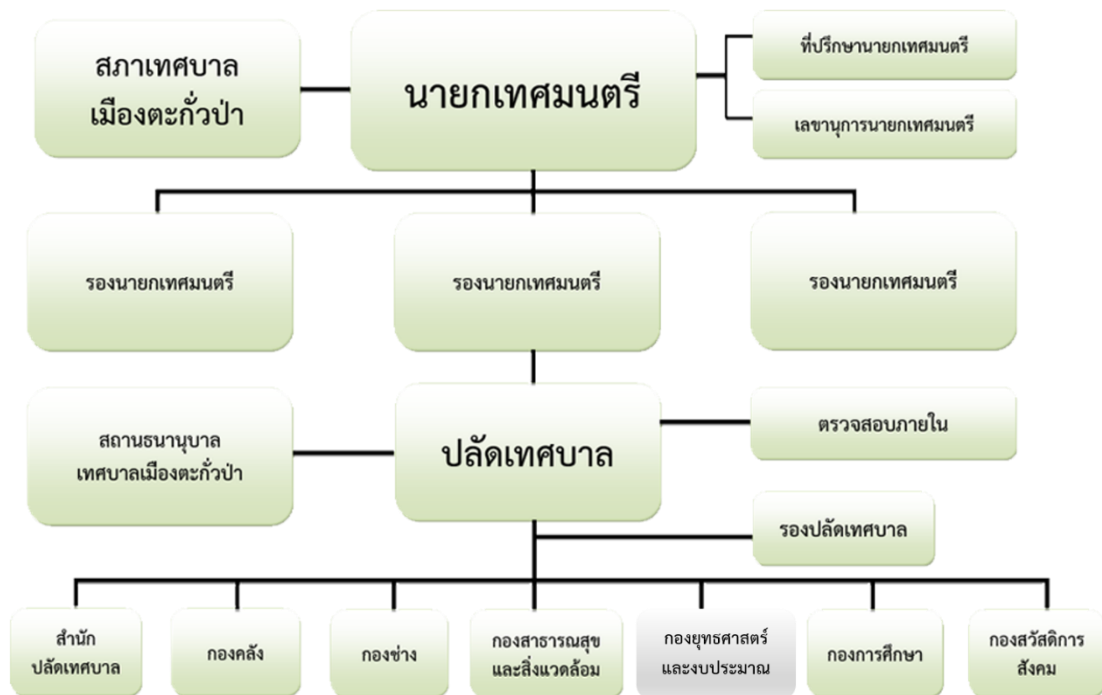 สภาเทศบาล
เมืองตะกั่วป่า
นายกเทศมนตรี
ที่ปรึกษานายกเทศมนตรี
เลขานุการนายกเทศมนตรี
รองนายกเทศมนตรี
รองนายกเทศมนตรี
รองนายกเทศมนตรี
สถานธนานุบาล
เทศบาลเมืองตะกั่วป่า
ปลัดเทศบาล
ตรวจสอบภายใน
รองปลัดเทศบาล
สำนัก
ปลัดเทศบาล
กองคลัง
กองช่าง
กองสาธารณสุข
และสิ่งแวดล้อม
กองยุทธศาสตร์
และงบประมาณ
กองการศึกษา
กองสวัสดิการ
สังคม